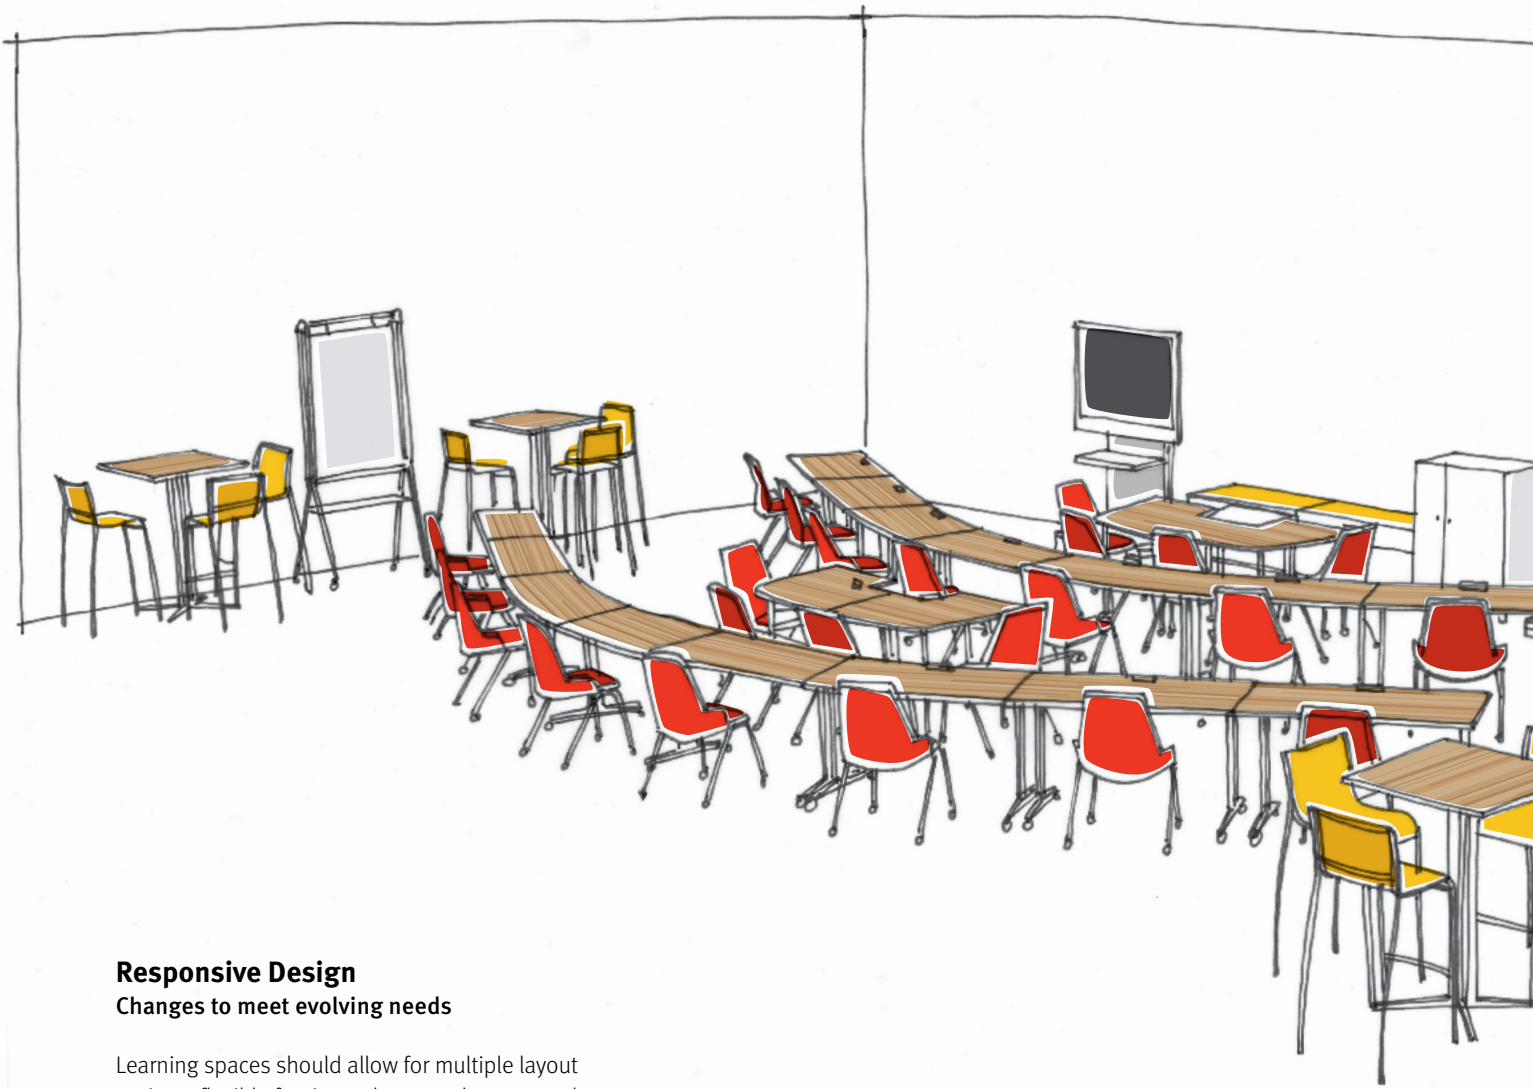 Responsive Design
Changes to meet evolving needs
Learning spaces should allow for multiple layout